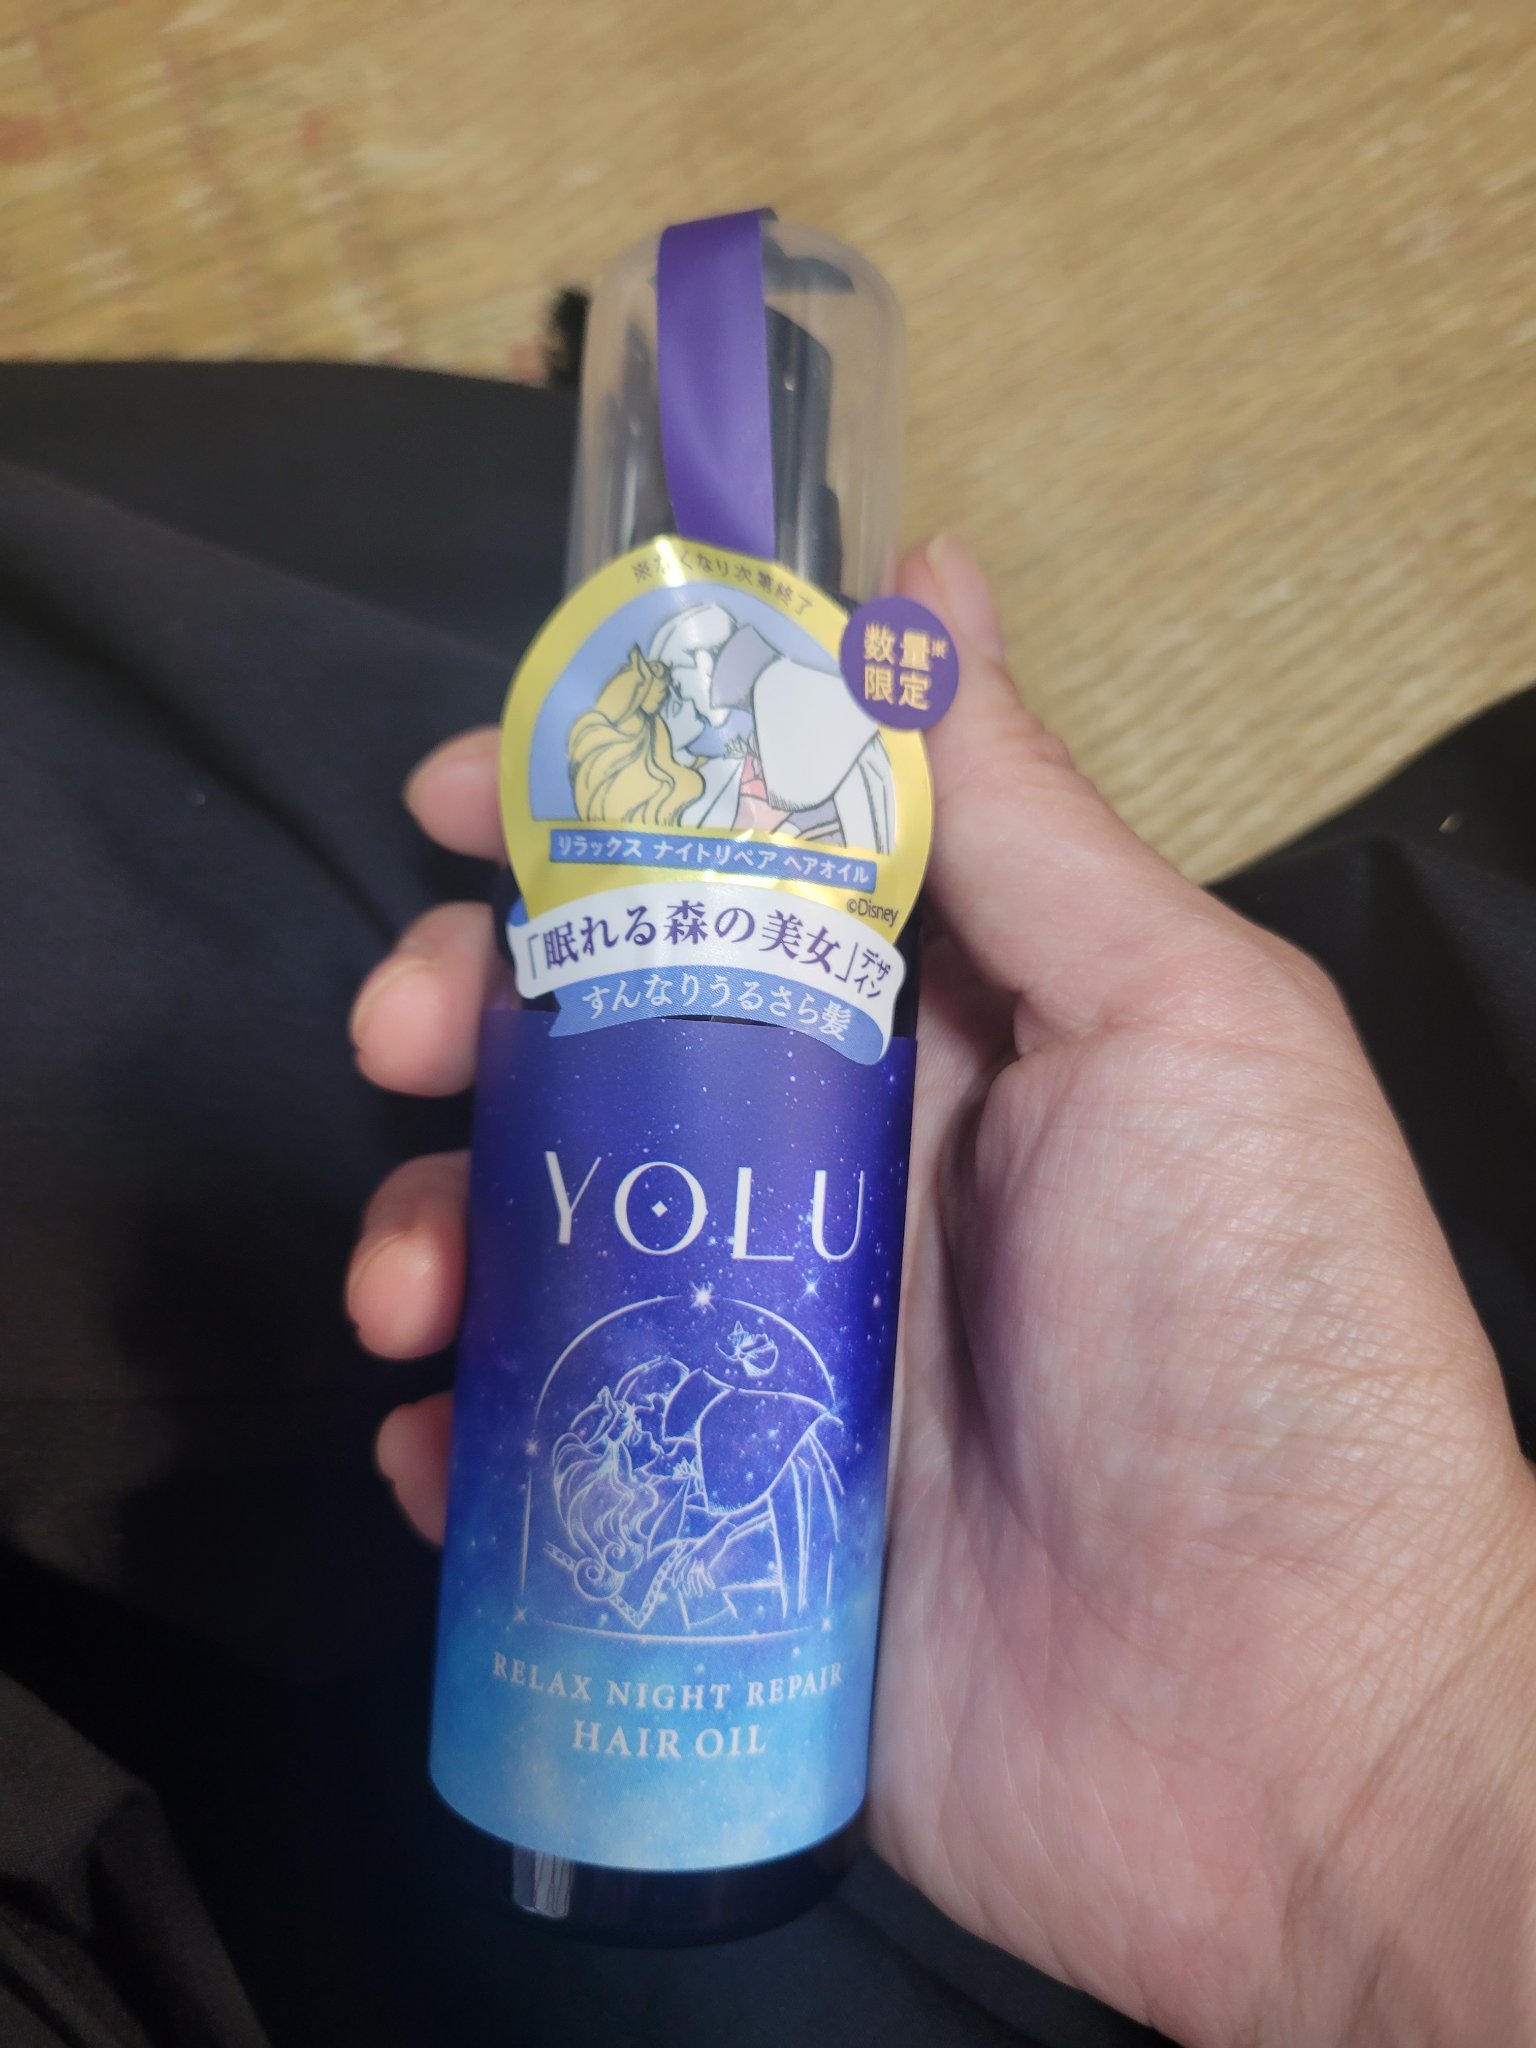 ※なくなり次第終了
数量※
限定
リラックス ナイトリペア ヘアオイル
©Disney
「眠れる森の美女」デザイン
すんなりうるさら髪
YOLU
RELAX NIGHT REPAIR
HAIR OIL